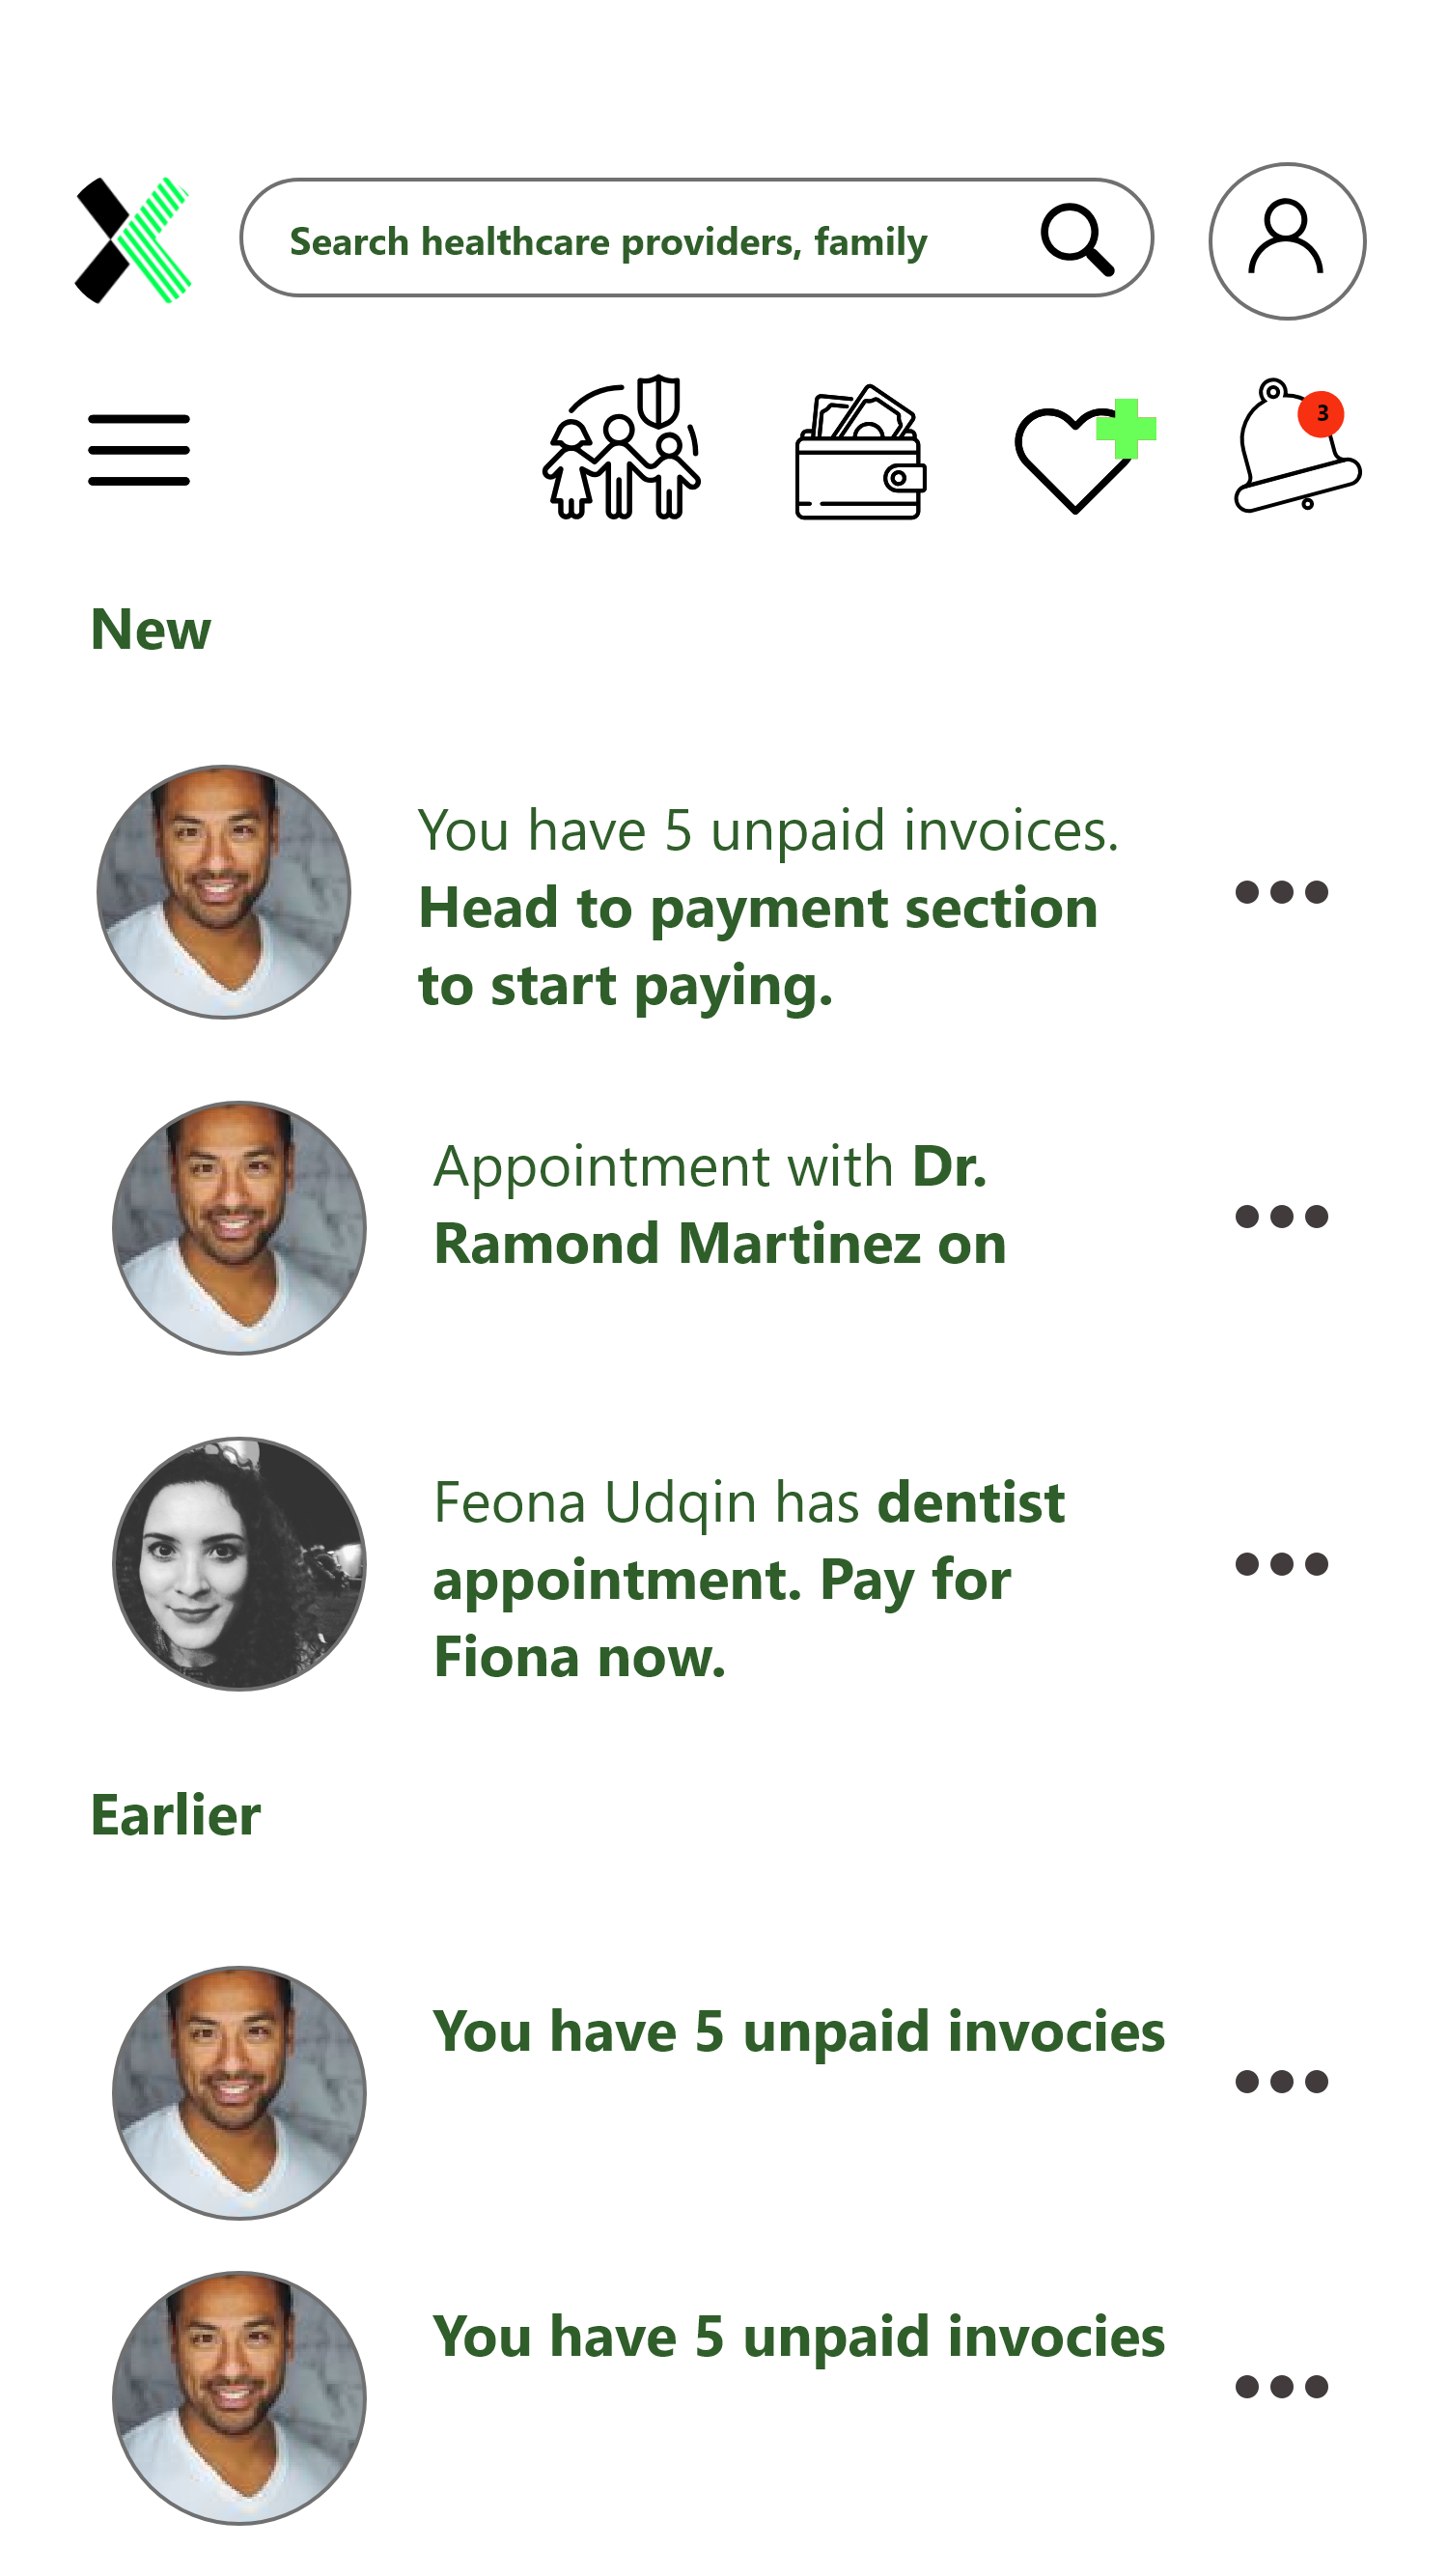 Search healthcare providers, family
3
New
You have 5 unpaid invoices.
Head to payment section
to start paying.
Appointment with Dr.
Ramond Martinez on
Feona Udqin has dentist
appointment. Pay for
Fiona now.
Earlier
You have 5 unpaid invocies
You have 5 unpaid invocies